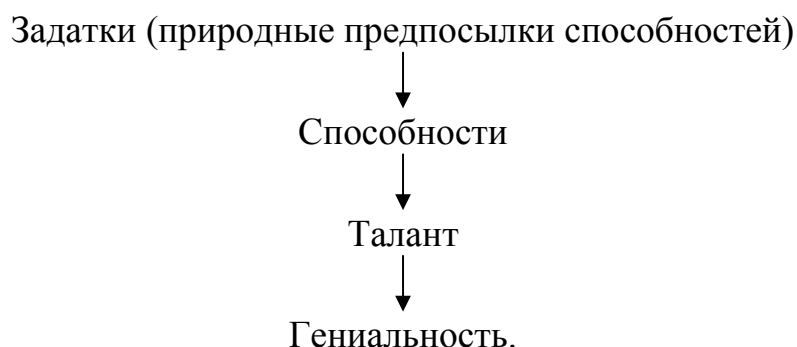 Задатки (природные предпосылки способностей)
Способности
Талант
Гениальность.